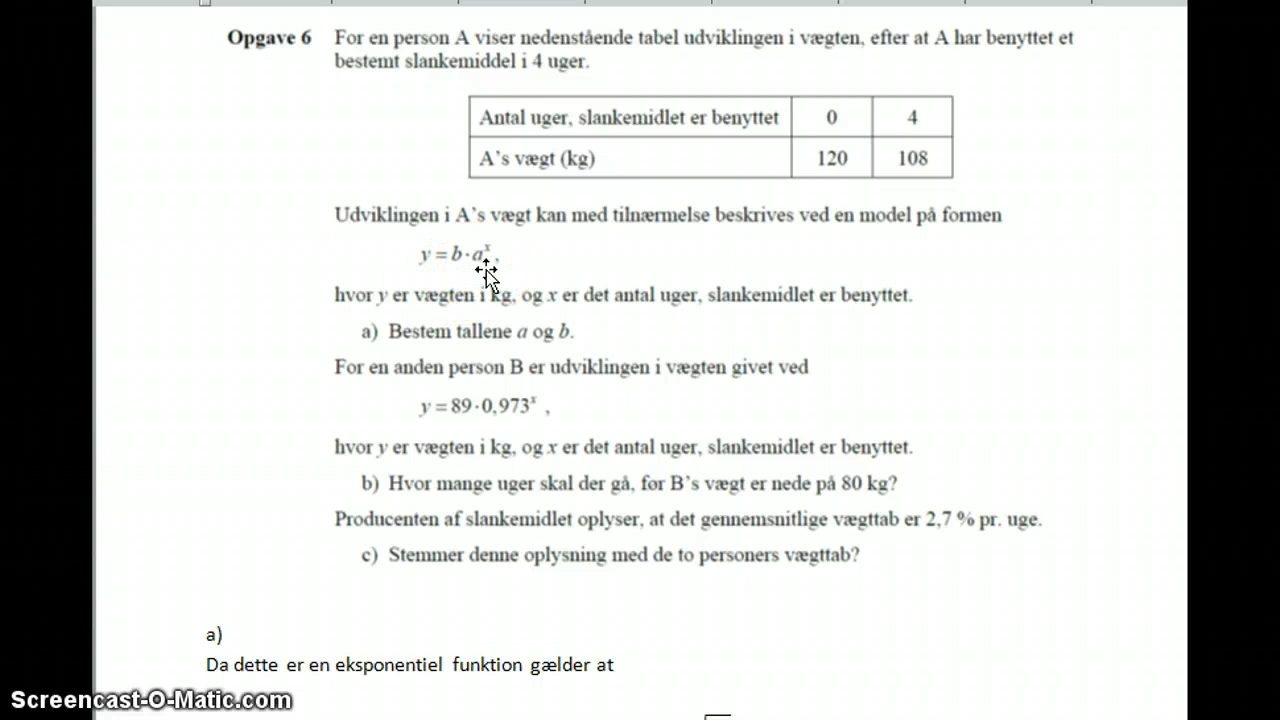 Opgave 6 For en person A viser nedenstående tabel udviklingen i vægten, efter at A har benyttet et
bestemt slankemiddel i 4 uger.
Antal uger, slankemidlet er benyttet 0 4
A's vægt (kg) 120 108
Udviklingen i A's vægt kan med tilnærmelse beskrives ved en model på formen
y = b · aˣ,
hvor y er vægten i kg, og x er det antal uger, slankemidlet er benyttet.
a) Bestem tallene a og b.
For en anden person B er udviklingen i vægten givet ved
y = 89 · 0,973ˣ ,
hvor y er vægten i kg, og x er det antal uger, slankemidlet er benyttet.
b) Hvor mange uger skal der gå, før B's vægt er nede på 80 kg?
Producenten af slankemidlet oplyser, at det gennemsnitlige vægttab er 2,7 % pr. uge.
c) Stemmer denne oplysning med de to personers vægttab?
a)
Da dette er en eksponentiel funktion gælder at
Screencast-O-Matic.com